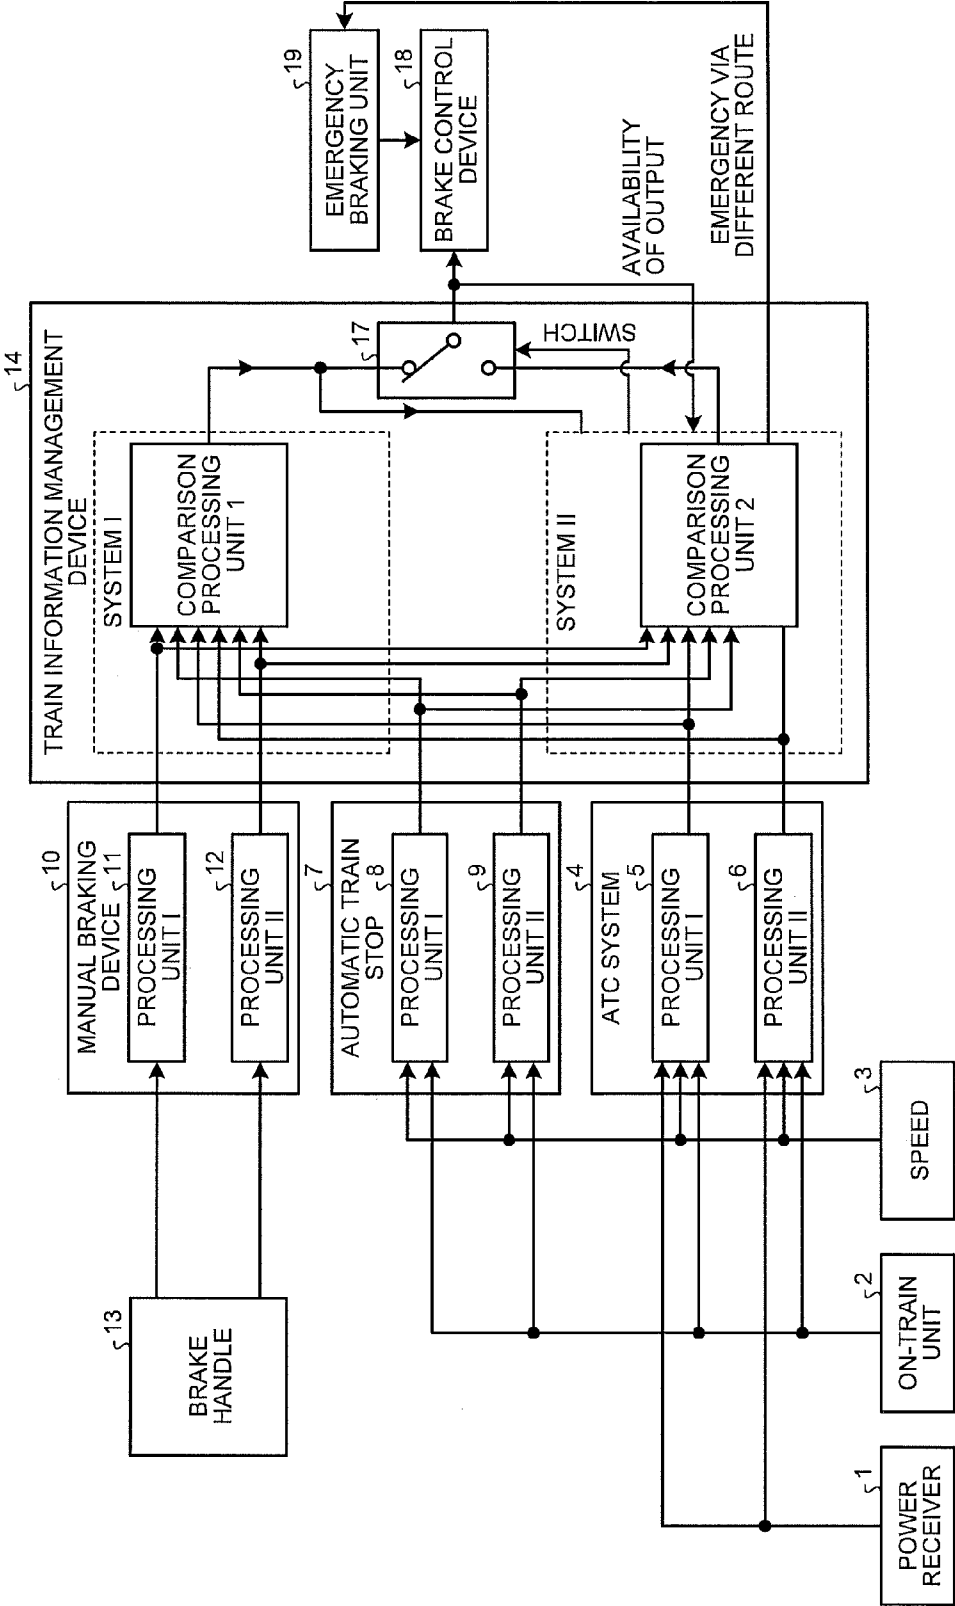 14
TRAIN INFORMATION MANAGEMENT
DEVICE
SYSTEM I
COMPARISON
PROCESSING
UNIT 1
SYSTEM II
COMPARISON
PROCESSING
UNIT 2
17
SWITCH
19
EMERGENCY
BRAKING UNIT
18
BRAKE CONTROL
DEVICE
AVAILABILITY
OF OUTPUT
EMERGENCY VIA
DIFFERENT ROUTE
10
MANUAL BRAKING
DEVICE
11
PROCESSING
UNIT I
12
PROCESSING
UNIT II
7
AUTOMATIC TRAIN
STOP
8
PROCESSING
UNIT I
9
PROCESSING
UNIT II
4
ATC SYSTEM
5
PROCESSING
UNIT I
6
PROCESSING
UNIT II
13
BRAKE
HANDLE
1
POWER
RECEIVER
2
ON-TRAIN
UNIT
3
SPEED